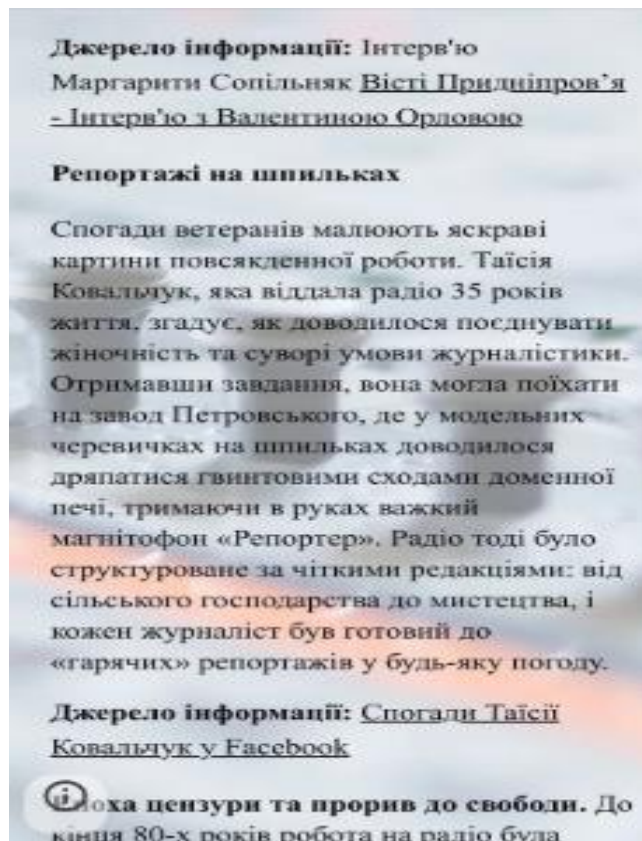 Джерело інформації: Інтерв'ю
Маргарити Сопільняк Вісті Придніпров’я
- Інтерв'ю з Валентиною Орловою
Репортажі на шпильках
Спогади ветеранів малюють яскраві
картини повсякденної роботи. Таїсія
Ковальчук, яка віддала радіо 35 років
життя, згадує, як доводилося поєднувати
жіночність та суворі умови журналістики.
Отримавши завдання, вона могла поїхати
на завод Петровського, де у модельних
черевичках на шпильках доводилося
дряпатися гвинтовими сходами доменної
печі, тримаючи в руках важкий
магнітофон «Репортер». Радіо тоді було
структуроване за чіткими редакціями: від
сільського господарства до мистецтва, і
кожен журналіст був готовий до
«гарячих» репортажів у будь-яку погоду.
Джерело інформації: Спогади Таїсії
Ковальчук у Facebook
цензури та прорив до свободи. До
кінця 80-х років робота на радіо була